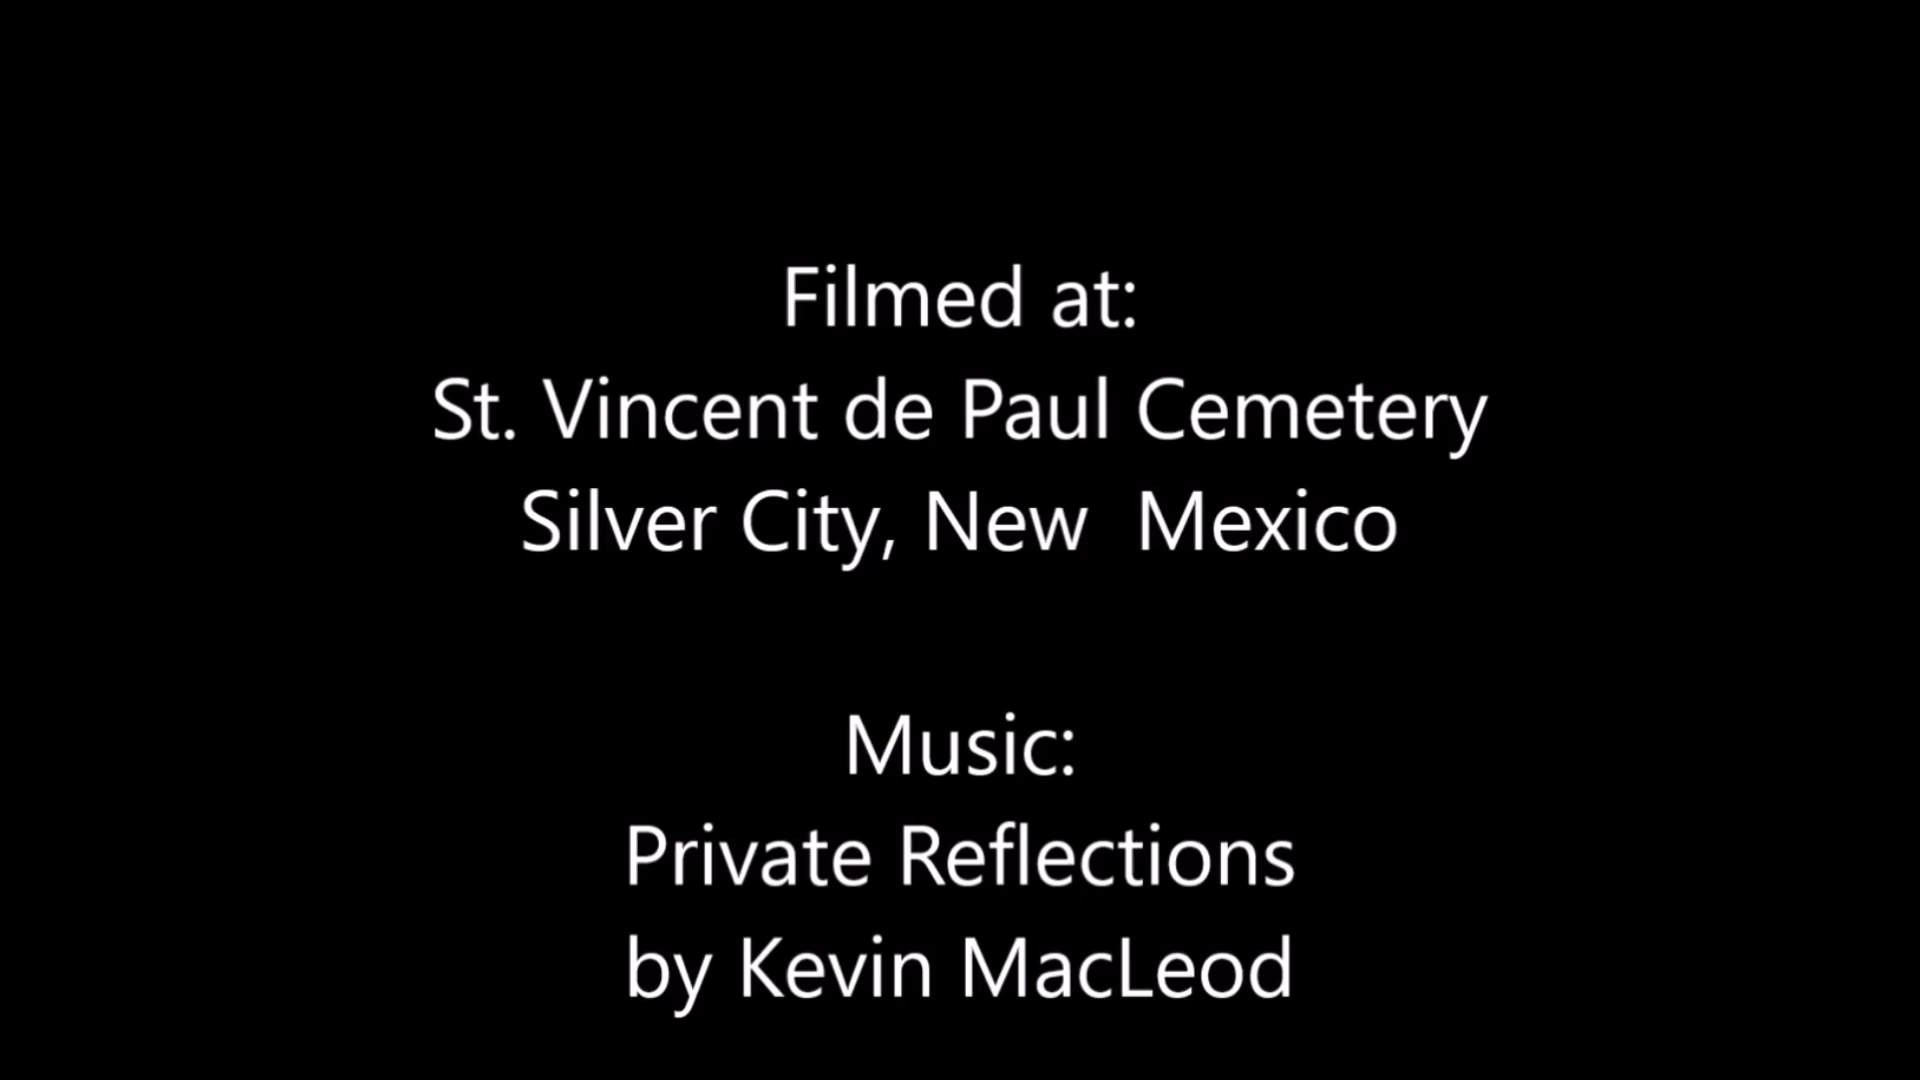 Filmed at:
St. Vincent de Paul Cemetery
Silver City, New  Mexico
Music:
Private Reflections
by Kevin MacLeod